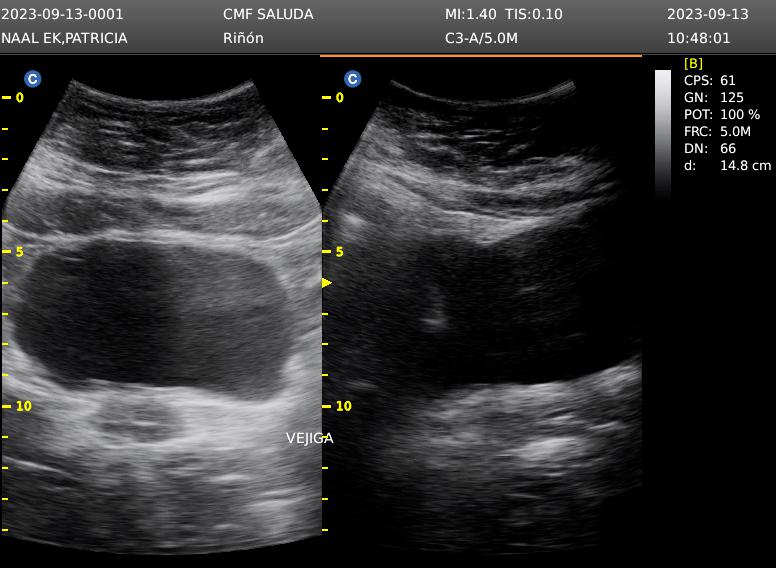 2023-09-13-0001 CMF SALUDA MI:1.40 TIS:0.10 2023-09-13
NAAL EK,PATRICIA Riñón C3-A/5.0M 10:48:01
C C
[B]
CPS: 61
GN: 125
POT: 100 %
FRC: 5.0M
DN: 66
d: 14.8 cm
0 0
5 5
10 10
VEJIGA